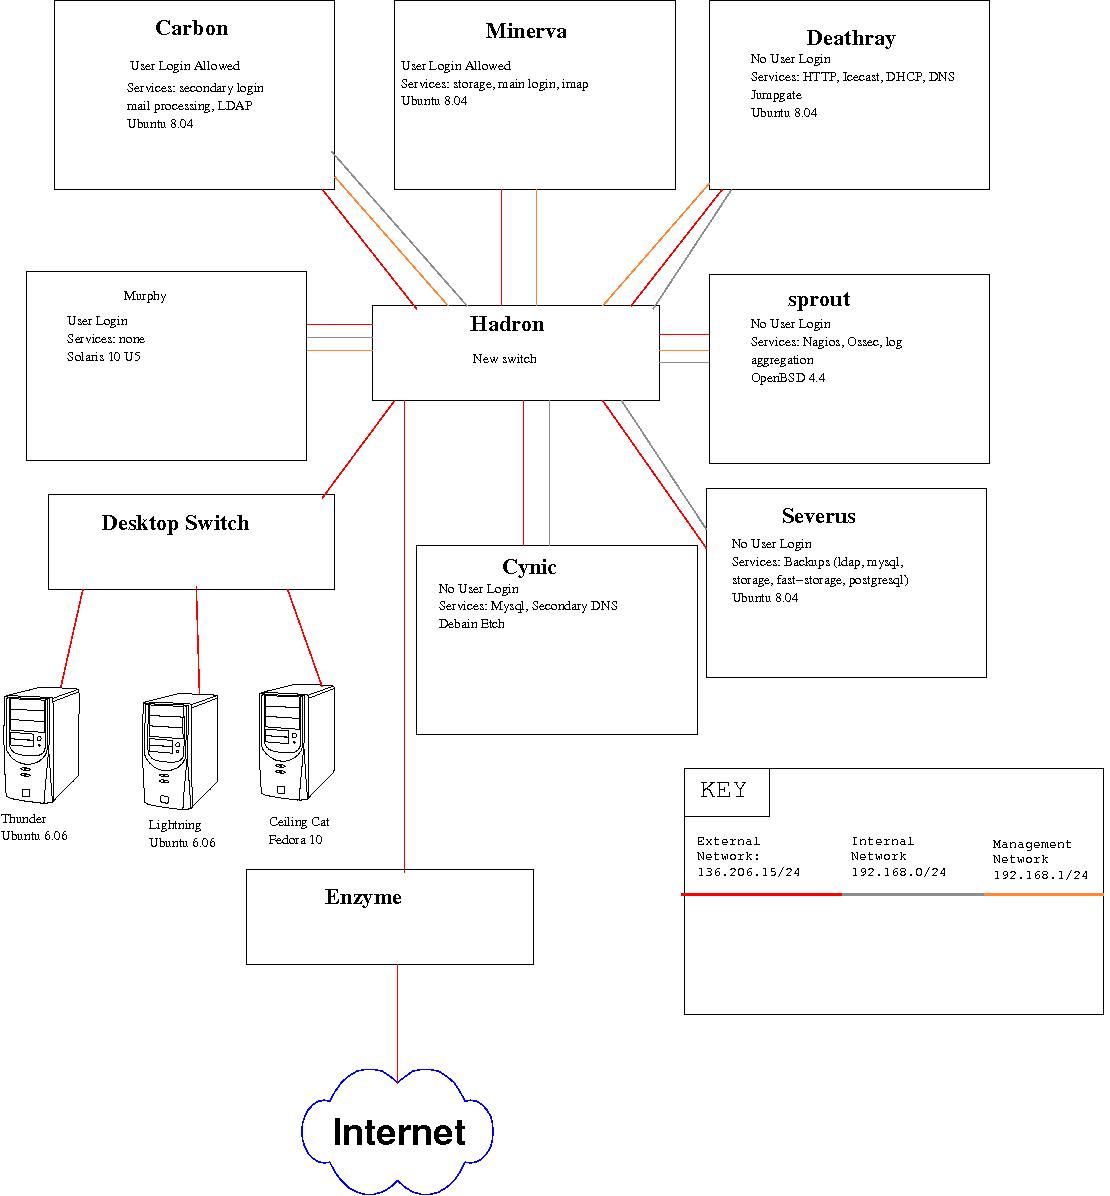 Carbon
User Login Allowed
Services: secondary login
mail processing, LDAP
Ubuntu 8.04
Minerva
User Login Allowed
Services: storage, main login, imap
Ubuntu 8.04
Deathray
No User Login
Services: HTTP, Icecast, DHCP, DNS
Jumpgate
Ubuntu 8.04
Murphy
User Login
Services: none
Solaris 10 U5
Hadron
New switch
sprout
No User Login
Services: Nagios, Ossec, log
aggregation
OpenBSD 4.4
Desktop Switch
Cynic
No User Login
Services: Mysql, Secondary DNS
Debain Etch
Severus
No User Login
Services: Backups (ldap, mysql,
storage, fast-storage, postgresql)
Ubuntu 8.04
Thunder
Ubuntu 6.06
Lightning
Ubuntu 6.06
Ceiling Cat
Fedora 10
KEY
External
Network:
136.206.15/24
Internal
Network
192.168.0/24
Management
Network
192.168.1/24
Enzyme
Internet